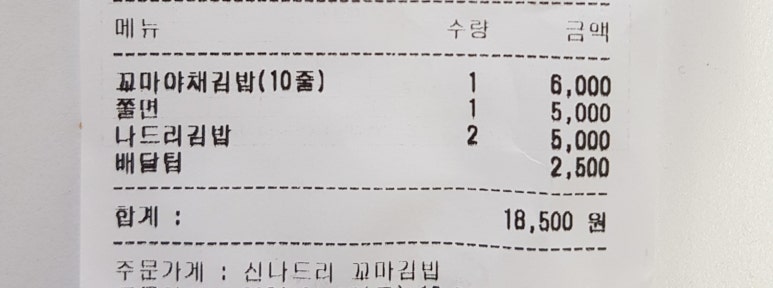 메뉴 수량 금액
꼬마야채김밥(10줄) 1 6,000
쫄면 1 5,000
나드리김밥 2 5,000
배달팁 2,500
합계 : 18,500 원
주문가게 : 신나드리 꼬마김밥